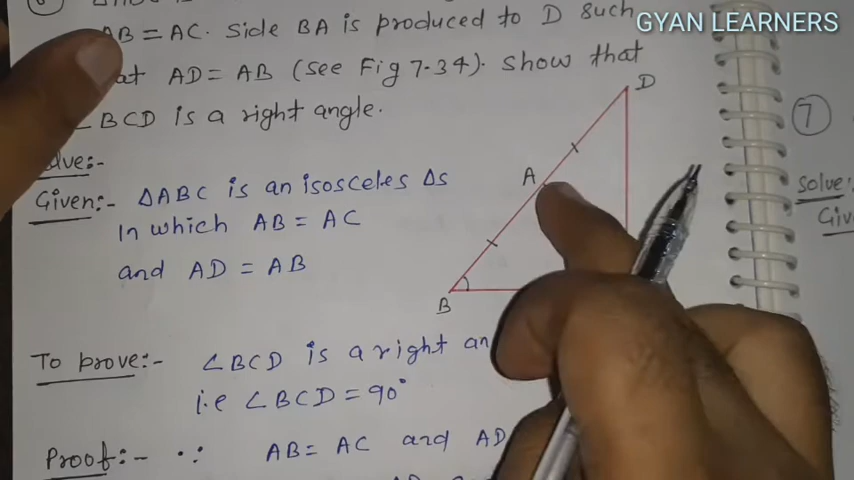 AB = AC. Side BA is produced to D such
GYAN LEARNERS
at AD = AB (see Fig 7.34). show that
∠BCD is a right angle.
D
7
A
Given:- ΔABC is an isosceles Δs
solve:
In which AB = AC
Giv
and AD = AB
B
To prove:- ∠BCD is a right an
i.e ∠BCD = 90°
Proof:- ∵ AB = AC and AD